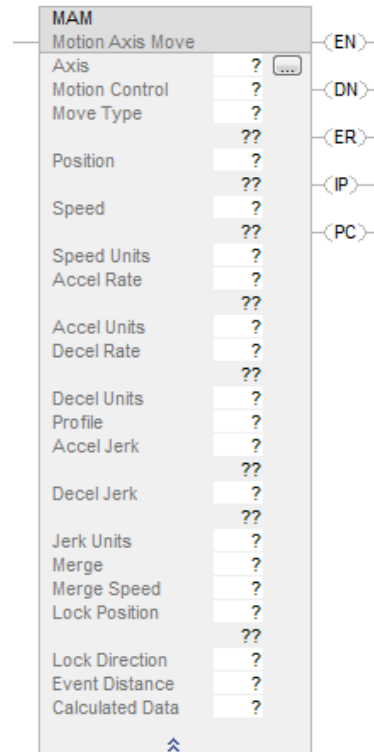 MAM
Motion Axis Move (EN)
Axis ? ...
Motion Control ? (DN)
Move Type ?
?? (ER)
Position ?
?? (IP)
Speed ?
?? (PC)
Speed Units ?
Accel Rate ?
??
Accel Units ?
Decel Rate ?
??
Decel Units ?
Profile ?
Accel Jerk ?
??
Decel Jerk ?
??
Jerk Units ?
Merge ?
Merge Speed ?
Lock Position ?
??
Lock Direction ?
Event Distance ?
Calculated Data ?